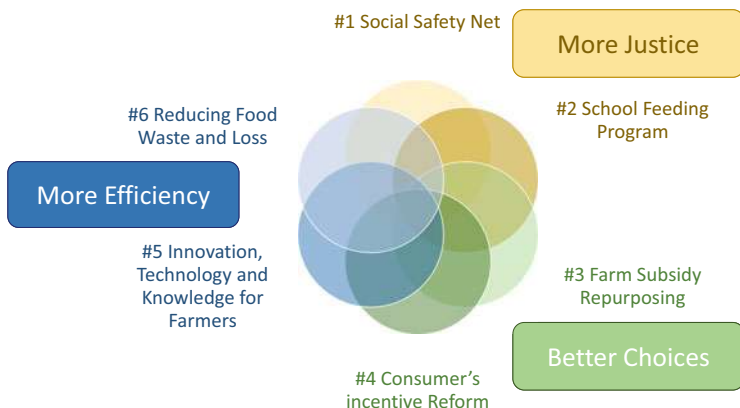 #1 Social Safety Net
More Justice
#6 Reducing Food
Waste and Loss
#2 School Feeding
Program
More Efficiency
#5 Innovation,
Technology and
Knowledge for
Farmers
#3 Farm Subsidy
Repurposing
Better Choices
#4 Consumer’s
incentive Reform